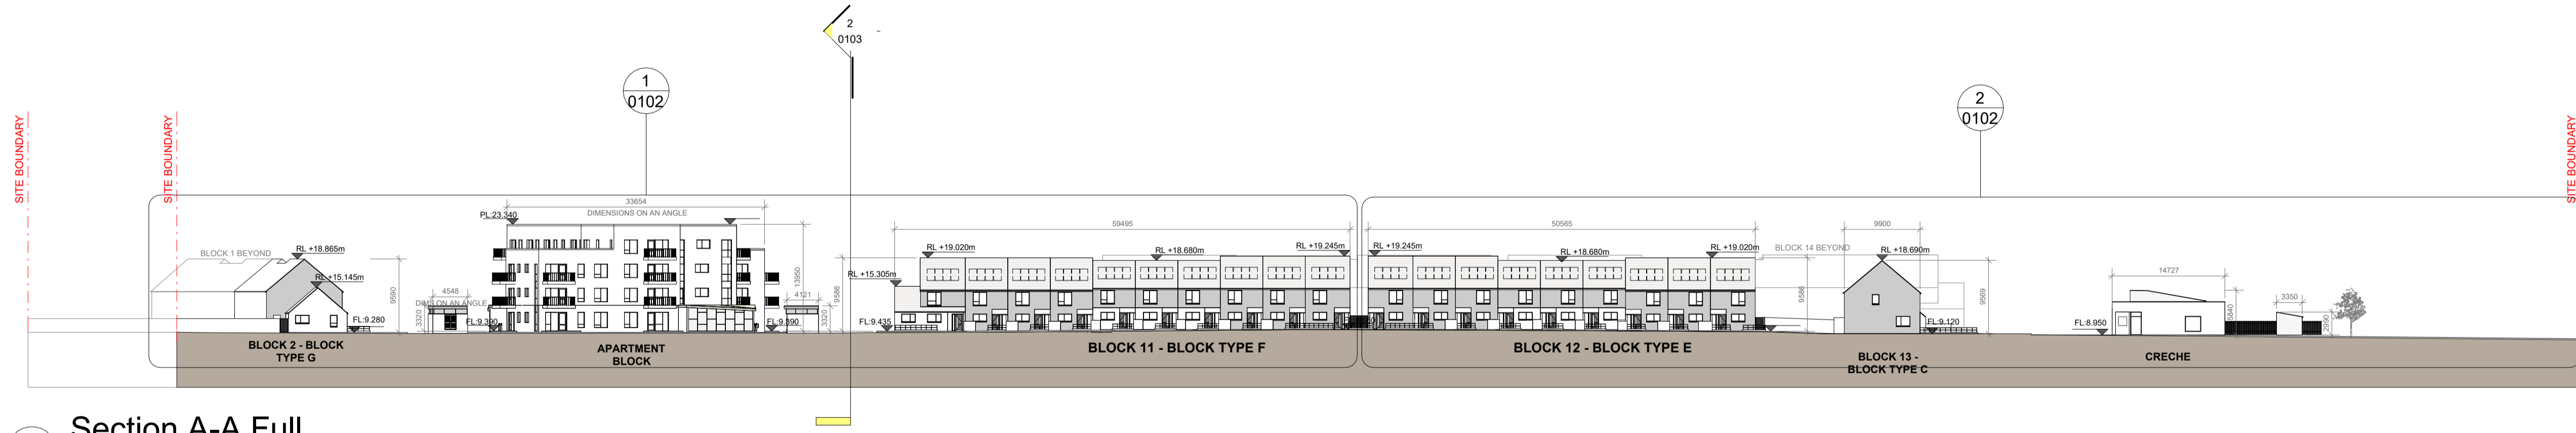 2
0103
1
0102
2
0102
SITE BOUNDARY
SITE BOUNDARY
SITE BOUNDARY
33654
DIMENSIONS ON AN ANGLE
PL:23.340
59495
50565
9900
BLOCK 1 BEYOND
RL +18.865m
RL +15.145m
9590
FL:9.280
4548
DIMS ON AN ANGLE
3320
FL:9.390
13950
4121
3320
FL:9.390
9586
RL +15.305m
FL:9.435
RL +19.020m
RL +18.680m
RL +19.245m
RL +19.245m
RL +18.680m
RL +19.020m
BLOCK 14 BEYOND
9586
RL +18.690m
9569
FL:9.120
14727
FL:8.950
5840
3350
2990
BLOCK 2 - BLOCK
TYPE G
APARTMENT
BLOCK
BLOCK 11 - BLOCK TYPE F
BLOCK 12 - BLOCK TYPE E
BLOCK 13 -
BLOCK TYPE C
CRECHE
Section A-A Full